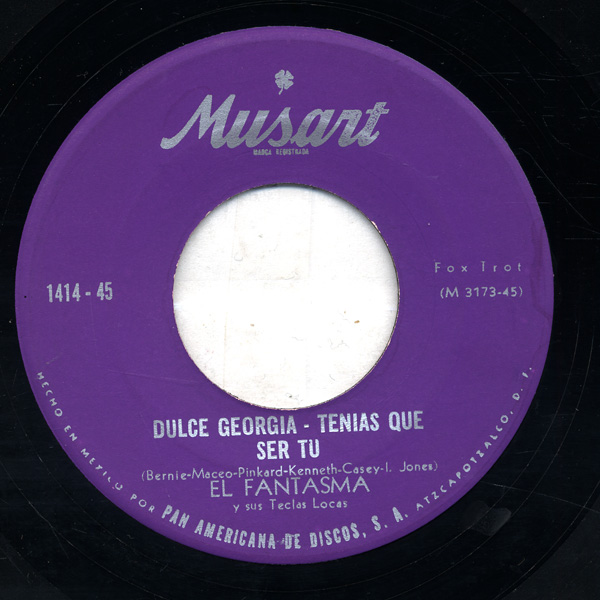 Musart
MARCA REGISTRADA
1414 - 45
Fox Trot
(M 3173-45)
DULCE GEORGIA - TENIAS QUE
SER TU
(Bernie-Maceo-Pinkard-Kenneth-Casey-I. Jones)
EL FANTASMA
y sus Teclas Locas
HECHO EN MEXICO POR PAN AMERICANA DE DISCOS, S. A. ATZCAPOTZALCO, D. F.